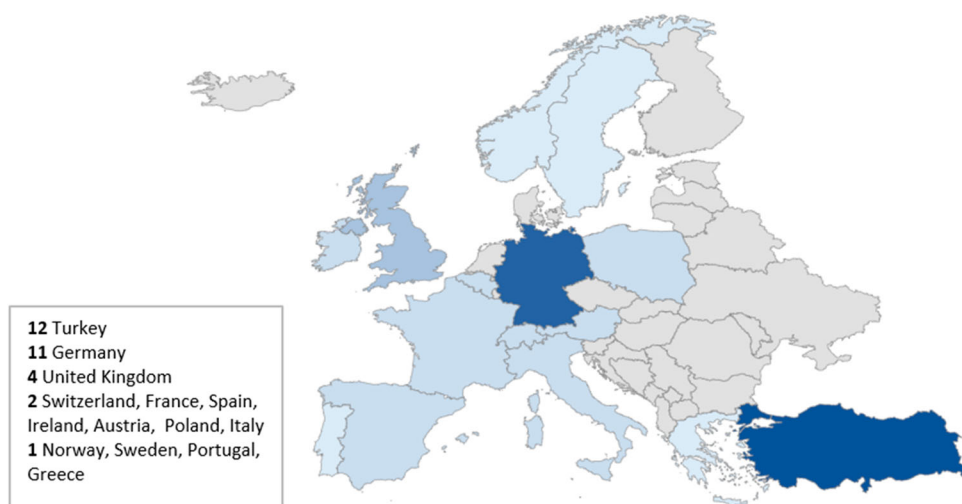 12 Turkey
11 Germany
4 United Kingdom
2 Switzerland, France, Spain,
Ireland, Austria, Poland, Italy
1 Norway, Sweden, Portugal,
Greece